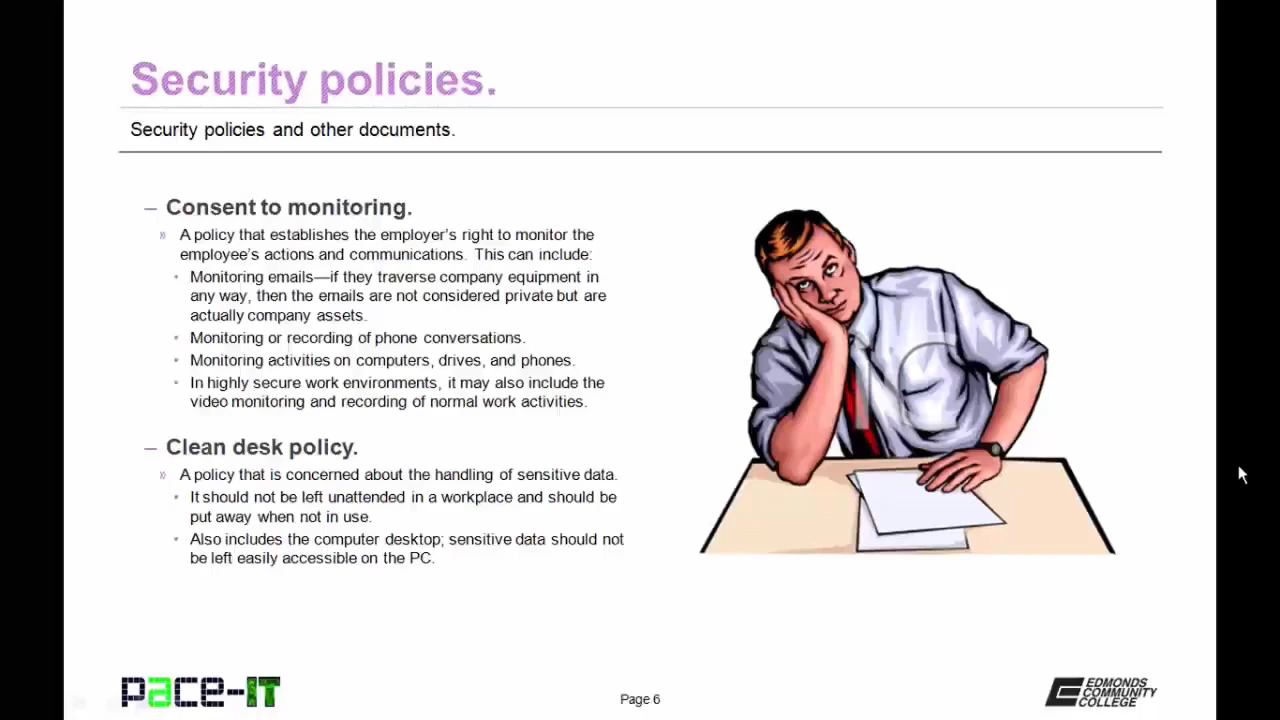 Security policies.
Security policies and other documents.
– Consent to monitoring.
» A policy that establishes the employer's right to monitor the
employee's actions and communications. This can include:
• Monitoring emails—if they traverse company equipment in
any way, then the emails are not considered private but are
actually company assets.
• Monitoring or recording of phone conversations.
• Monitoring activities on computers, drives, and phones.
• In highly secure work environments, it may also include the
video monitoring and recording of normal work activities.
– Clean desk policy.
» A policy that is concerned about the handling of sensitive data.
• It should not be left unattended in a workplace and should be
put away when not in use.
• Also includes the computer desktop; sensitive data should not
be left easily accessible on the PC.
pace-IT
Page 6
EDMONDS
COMMUNITY
COLLEGE